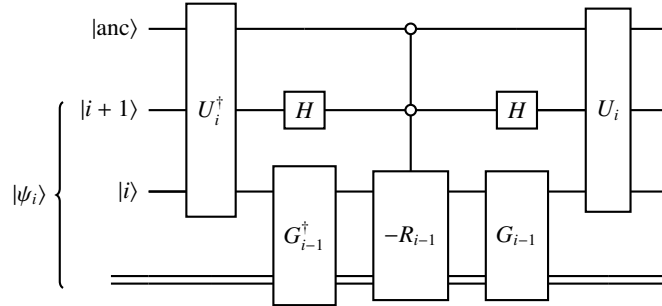 |anc⟩
|i + 1⟩ U_i^† H H U_i
|ψ_i⟩ |i⟩
G_{i−1}^† −R_{i−1} G_{i−1}